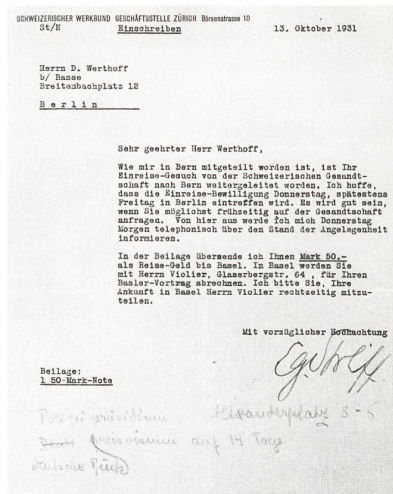 SCHWEIZERISCHER WERKBUND GESCHÄFTSSTELLE ZÜRICH Börsenstrasse 10
St/N Einschreiben 13. Oktober 1931
Herrn D. Werthoff
b/ Basse
Breitenbachplatz 12
Berlin
Sehr geehrter Herr Werthoff,
Wie mir in Bern mitgeteilt worden ist, ist Ihr
Einreise-Gesuch von der Schweizerischen Gesandt-
schaft nach Bern weitergeleitet worden. Ich hoffe,
dass die Einreise-Bewilligung Donnerstag, spätestens
Freitag in Berlin eintreffen wird. Es wird gut sein,
wenn Sie möglichst frühzeitig auf der Gesandtschaft
anfragen. Von hier aus werde ich mich Donnerstag
Morgen telephonisch über den Stand der Angelegenheit
informieren.
In der Beilage übersende ich Ihnen Mark 50.-
als Reise-Geld bis Basel. In Basel werden Sie
mit Herrn Violier, Glaserbergstr. 64 , für Ihren
Basler-Vortrag abrechnen. Ich bitte Sie, Ihre
Ankunft in Basel Herrn Violier rechtzeitig mitzu-
teilen.
Mit vorzüglicher Hochachtung
Beilage:
1 50-Mark-Note
Polizei präsidium Alexanderplatz
auf 14 Tage